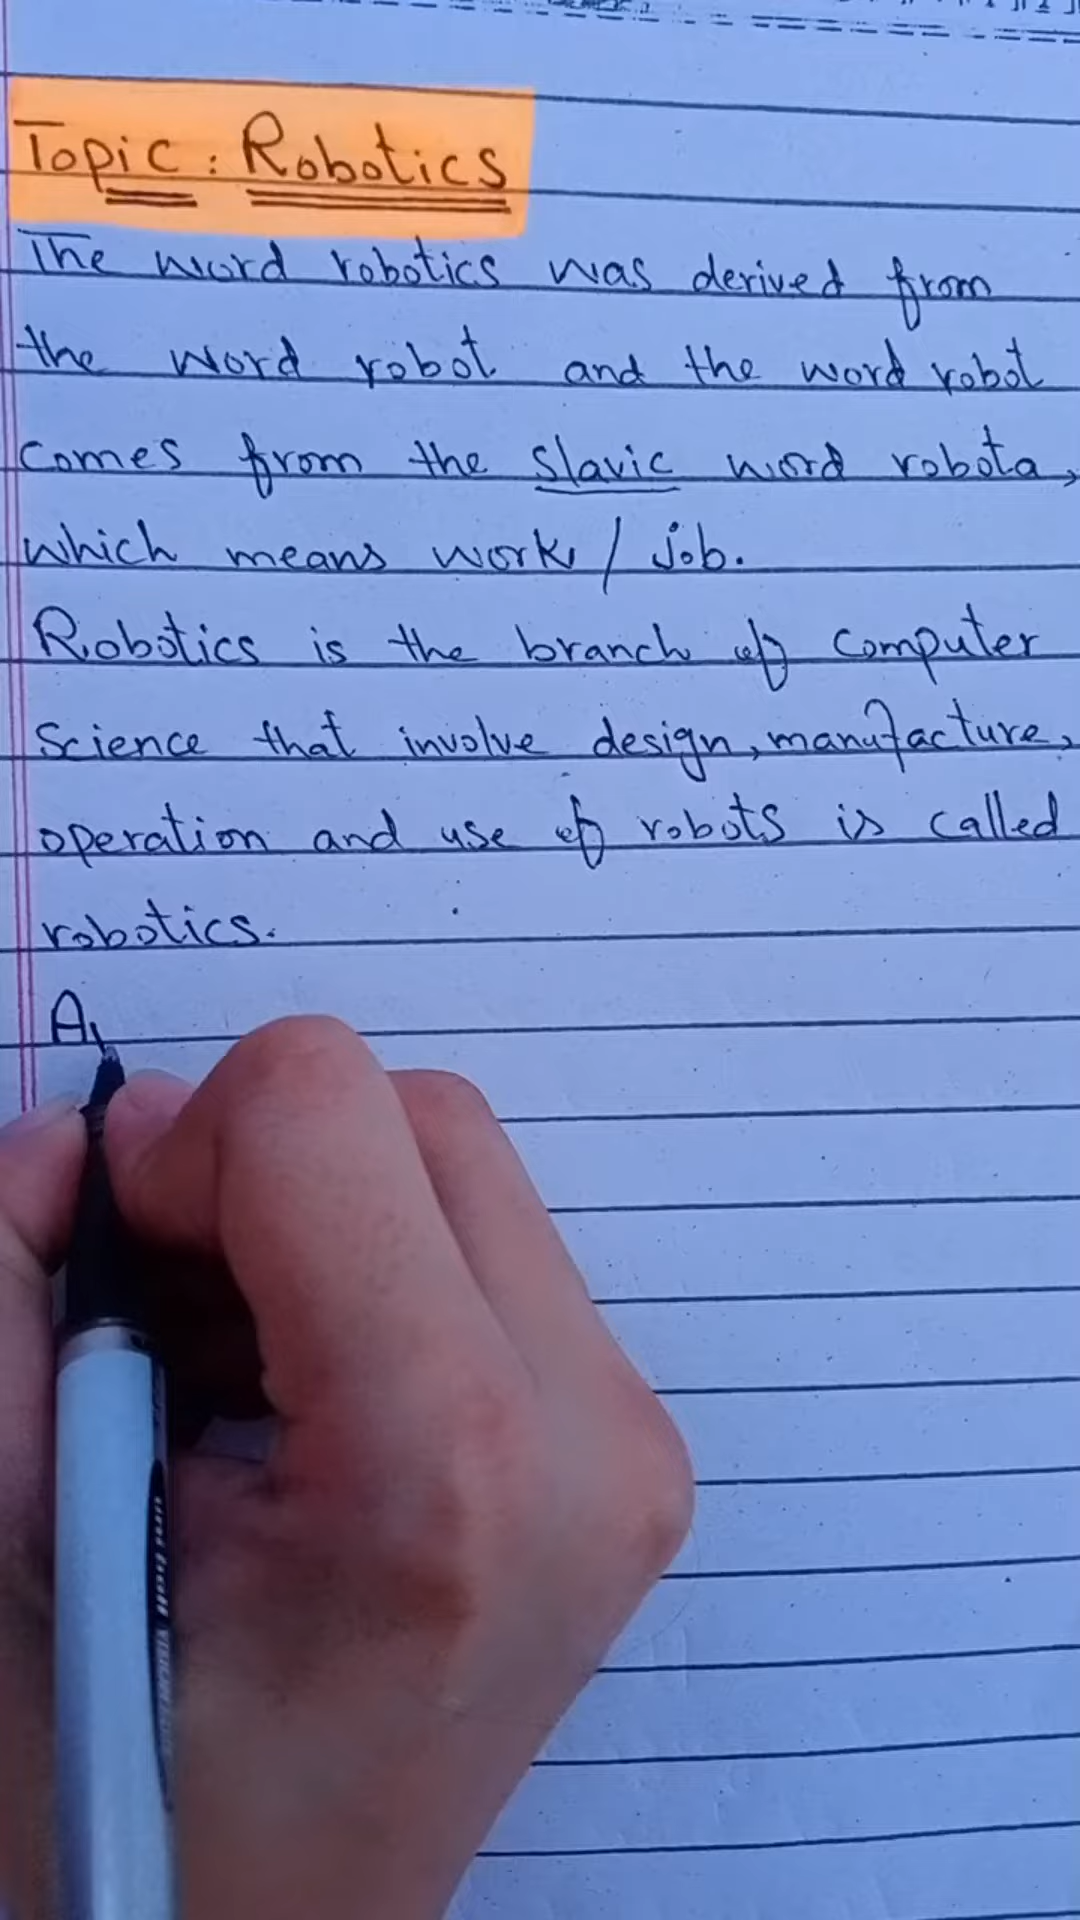 Topic : Robotics
The word robotics was derived from
the word robot and the word robot
comes from the Slavic word robota,
which means work / job.
Robotics is the branch of Computer
Science that involve design, manufacture,
operation and use of robots is called
robotics.
A